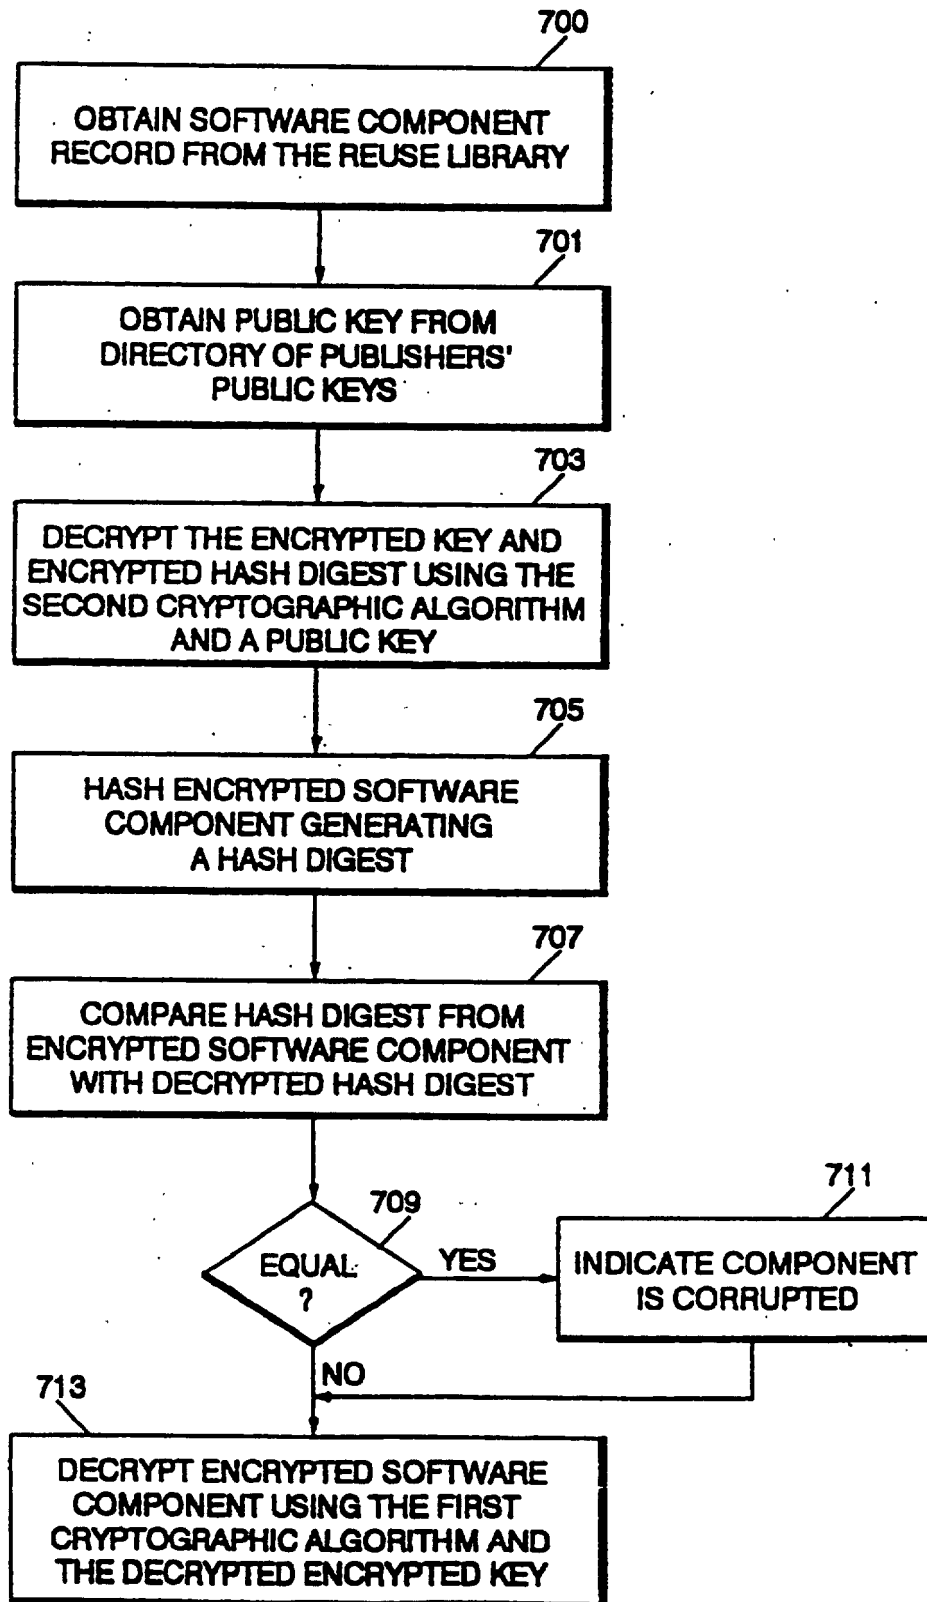 700
OBTAIN SOFTWARE COMPONENT
RECORD FROM THE REUSE LIBRARY
701
OBTAIN PUBLIC KEY FROM
DIRECTORY OF PUBLISHERS'
PUBLIC KEYS
703
DECRYPT THE ENCRYPTED KEY AND
ENCRYPTED HASH DIGEST USING THE
SECOND CRYPTOGRAPHIC ALGORITHM
AND A PUBLIC KEY
705
HASH ENCRYPTED SOFTWARE
COMPONENT GENERATING
A HASH DIGEST
707
COMPARE HASH DIGEST FROM
ENCRYPTED SOFTWARE COMPONENT
WITH DECRYPTED HASH DIGEST
709
EQUAL
?
YES
711
INDICATE COMPONENT
IS CORRUPTED
NO
713
DECRYPT ENCRYPTED SOFTWARE
COMPONENT USING THE FIRST
CRYPTOGRAPHIC ALGORITHM AND
THE DECRYPTED ENCRYPTED KEY